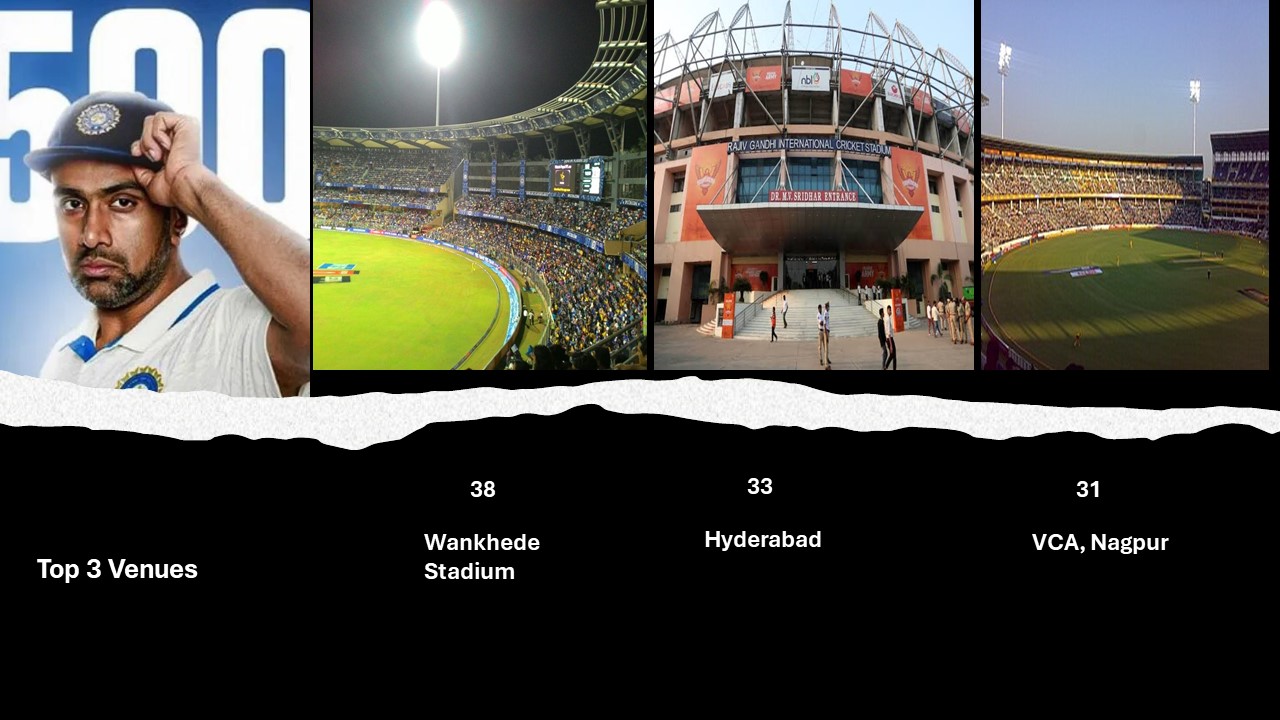 500
nbl
RAJIV GANDHI INTERNATIONAL CRICKET STADIUM
DR. M.V. SRIDHAR ENTRANCE
38
33
31
Wankhede
Stadium
Hyderabad
VCA, Nagpur
Top 3 Venues